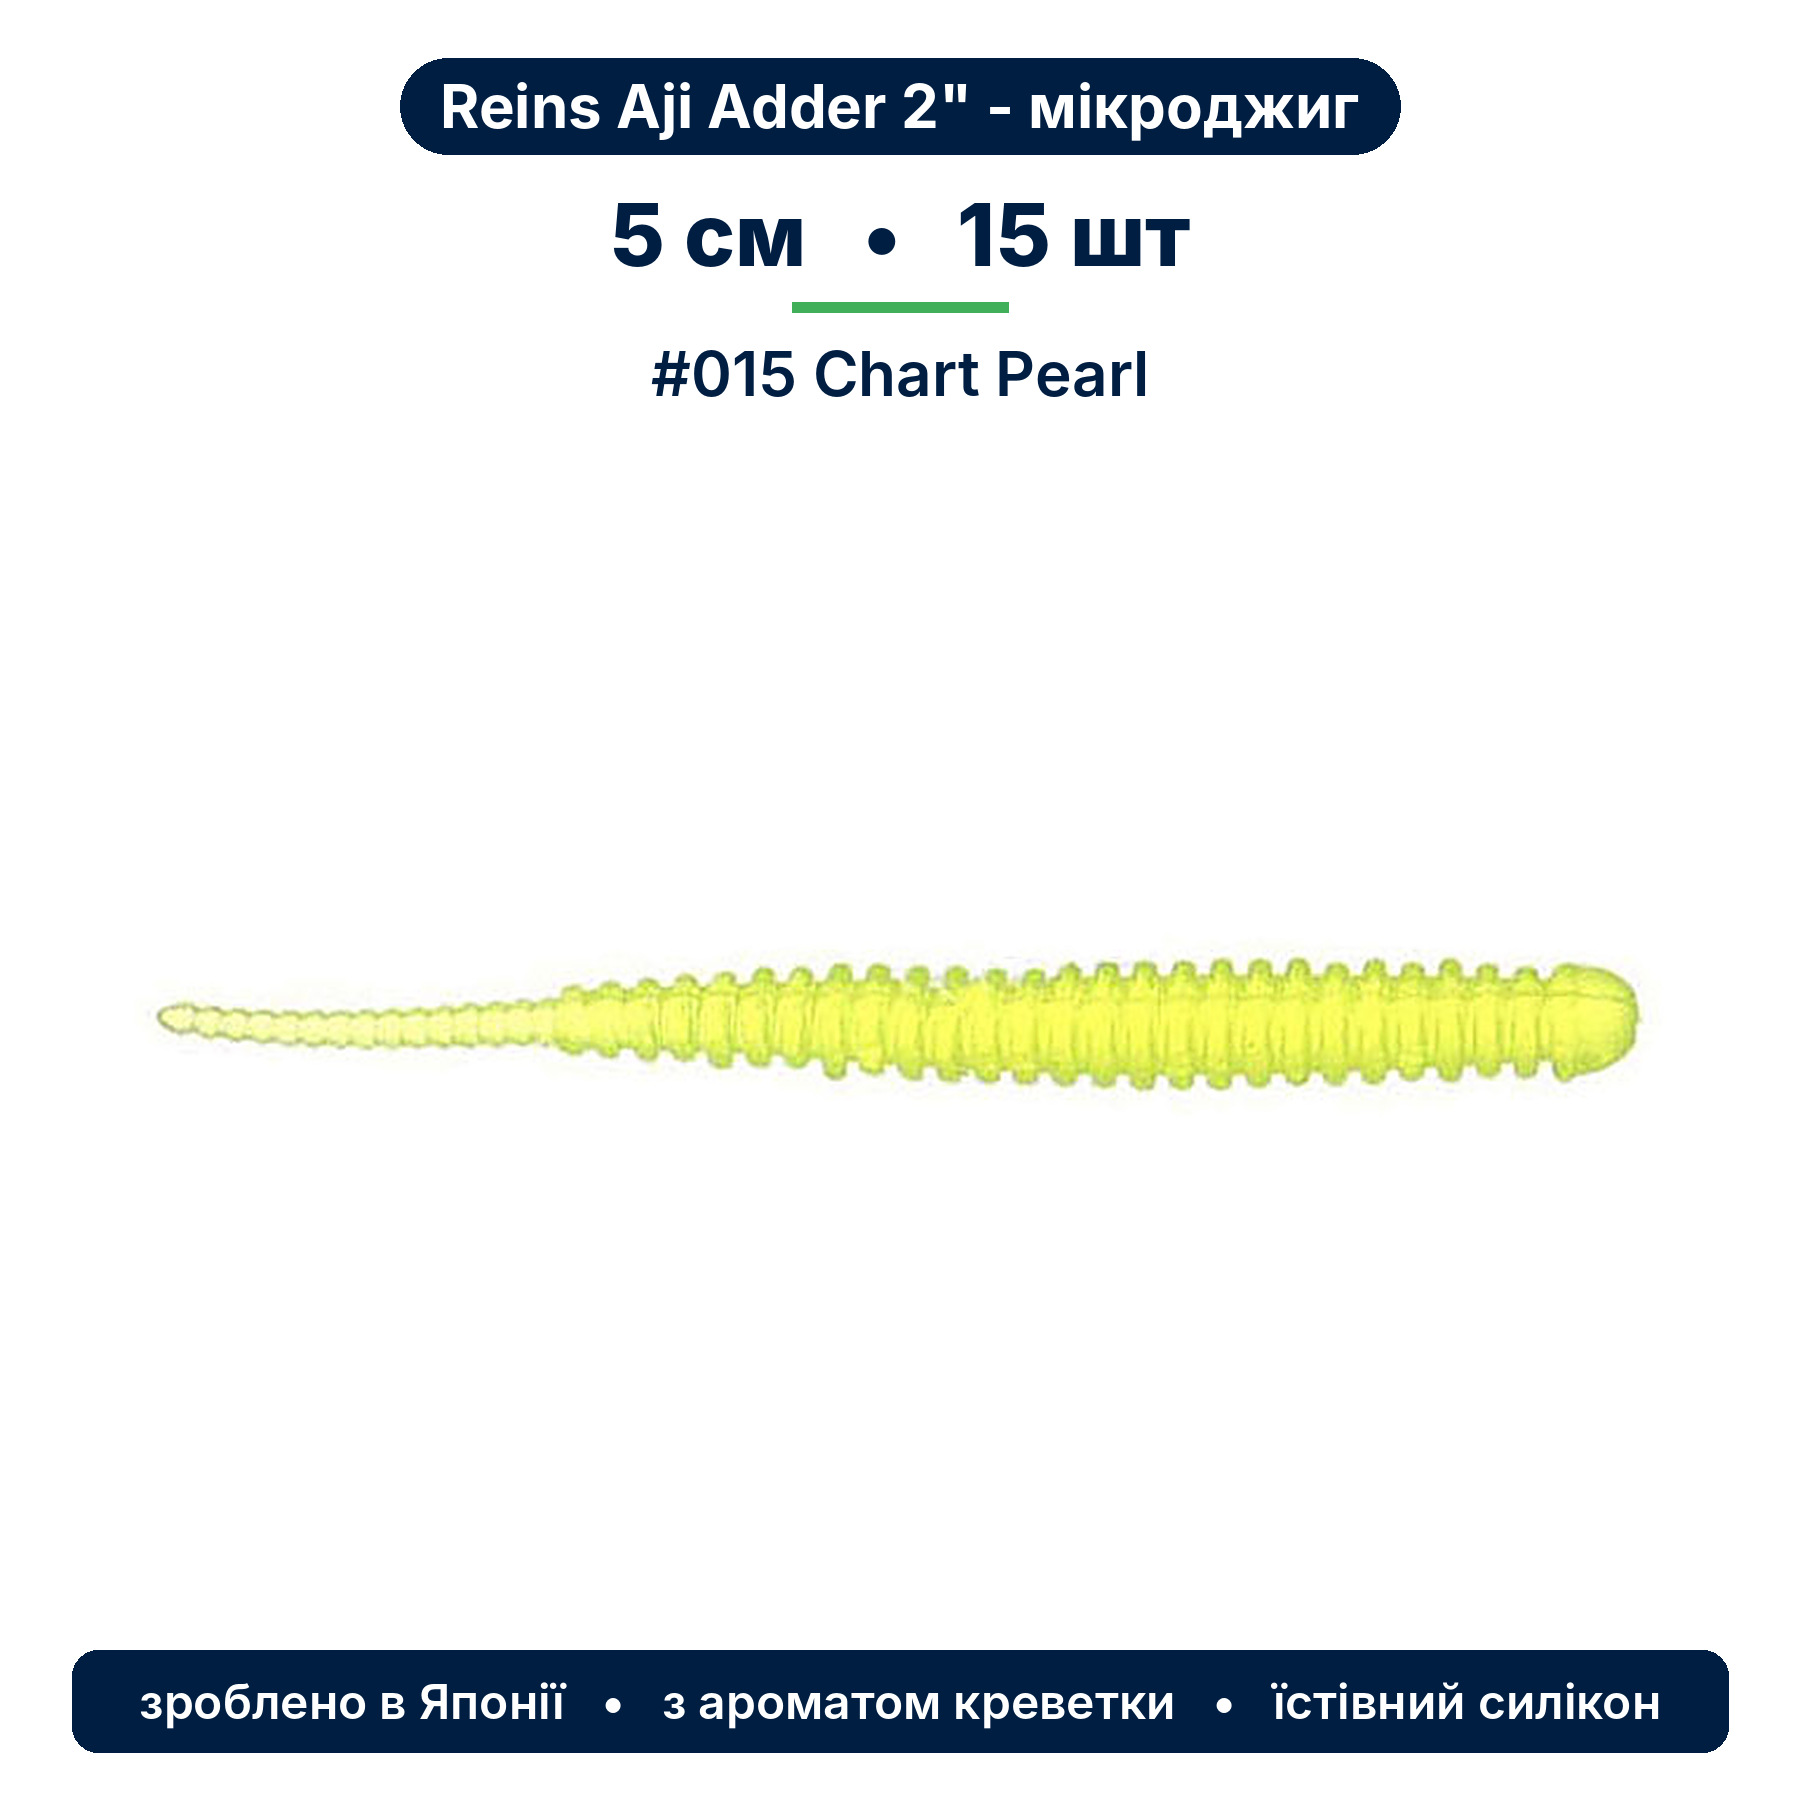 Reins Aji Adder 2" - мікроджиг
5 см • 15 шт
#015 Chart Pearl
зроблено в Японії • з ароматом креветки • їстівний силікон